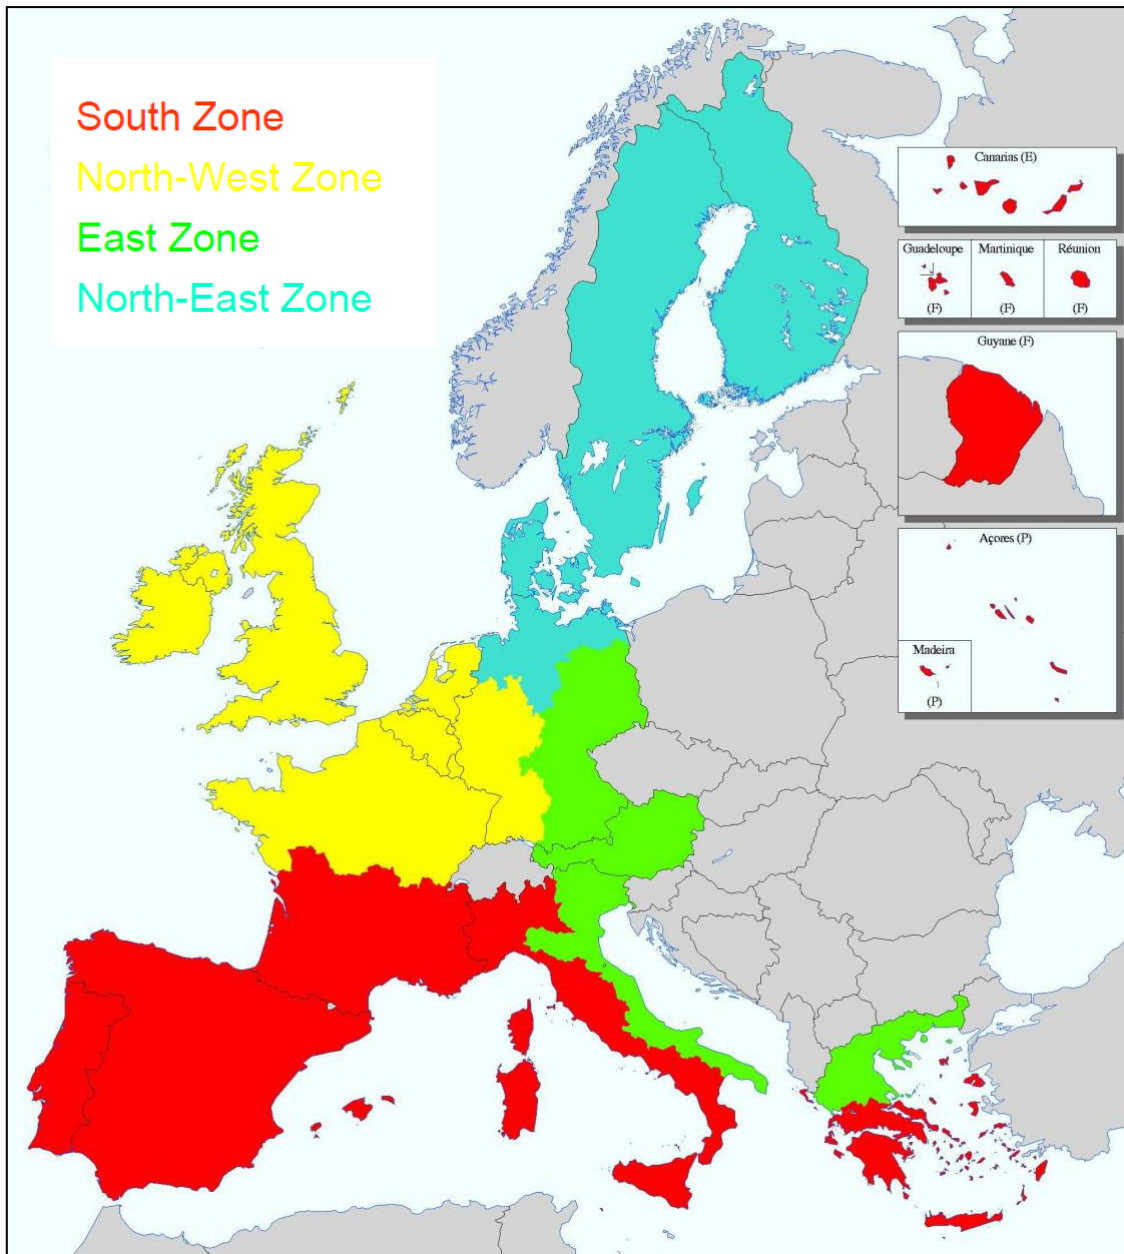 South Zone
North-West Zone
East Zone
North-East Zone
Canarias (E)
Guadeloupe
(F)
Martinique
(F)
Réunion
(F)
Guyane (F)
Açores (P)
Madeira
(P)